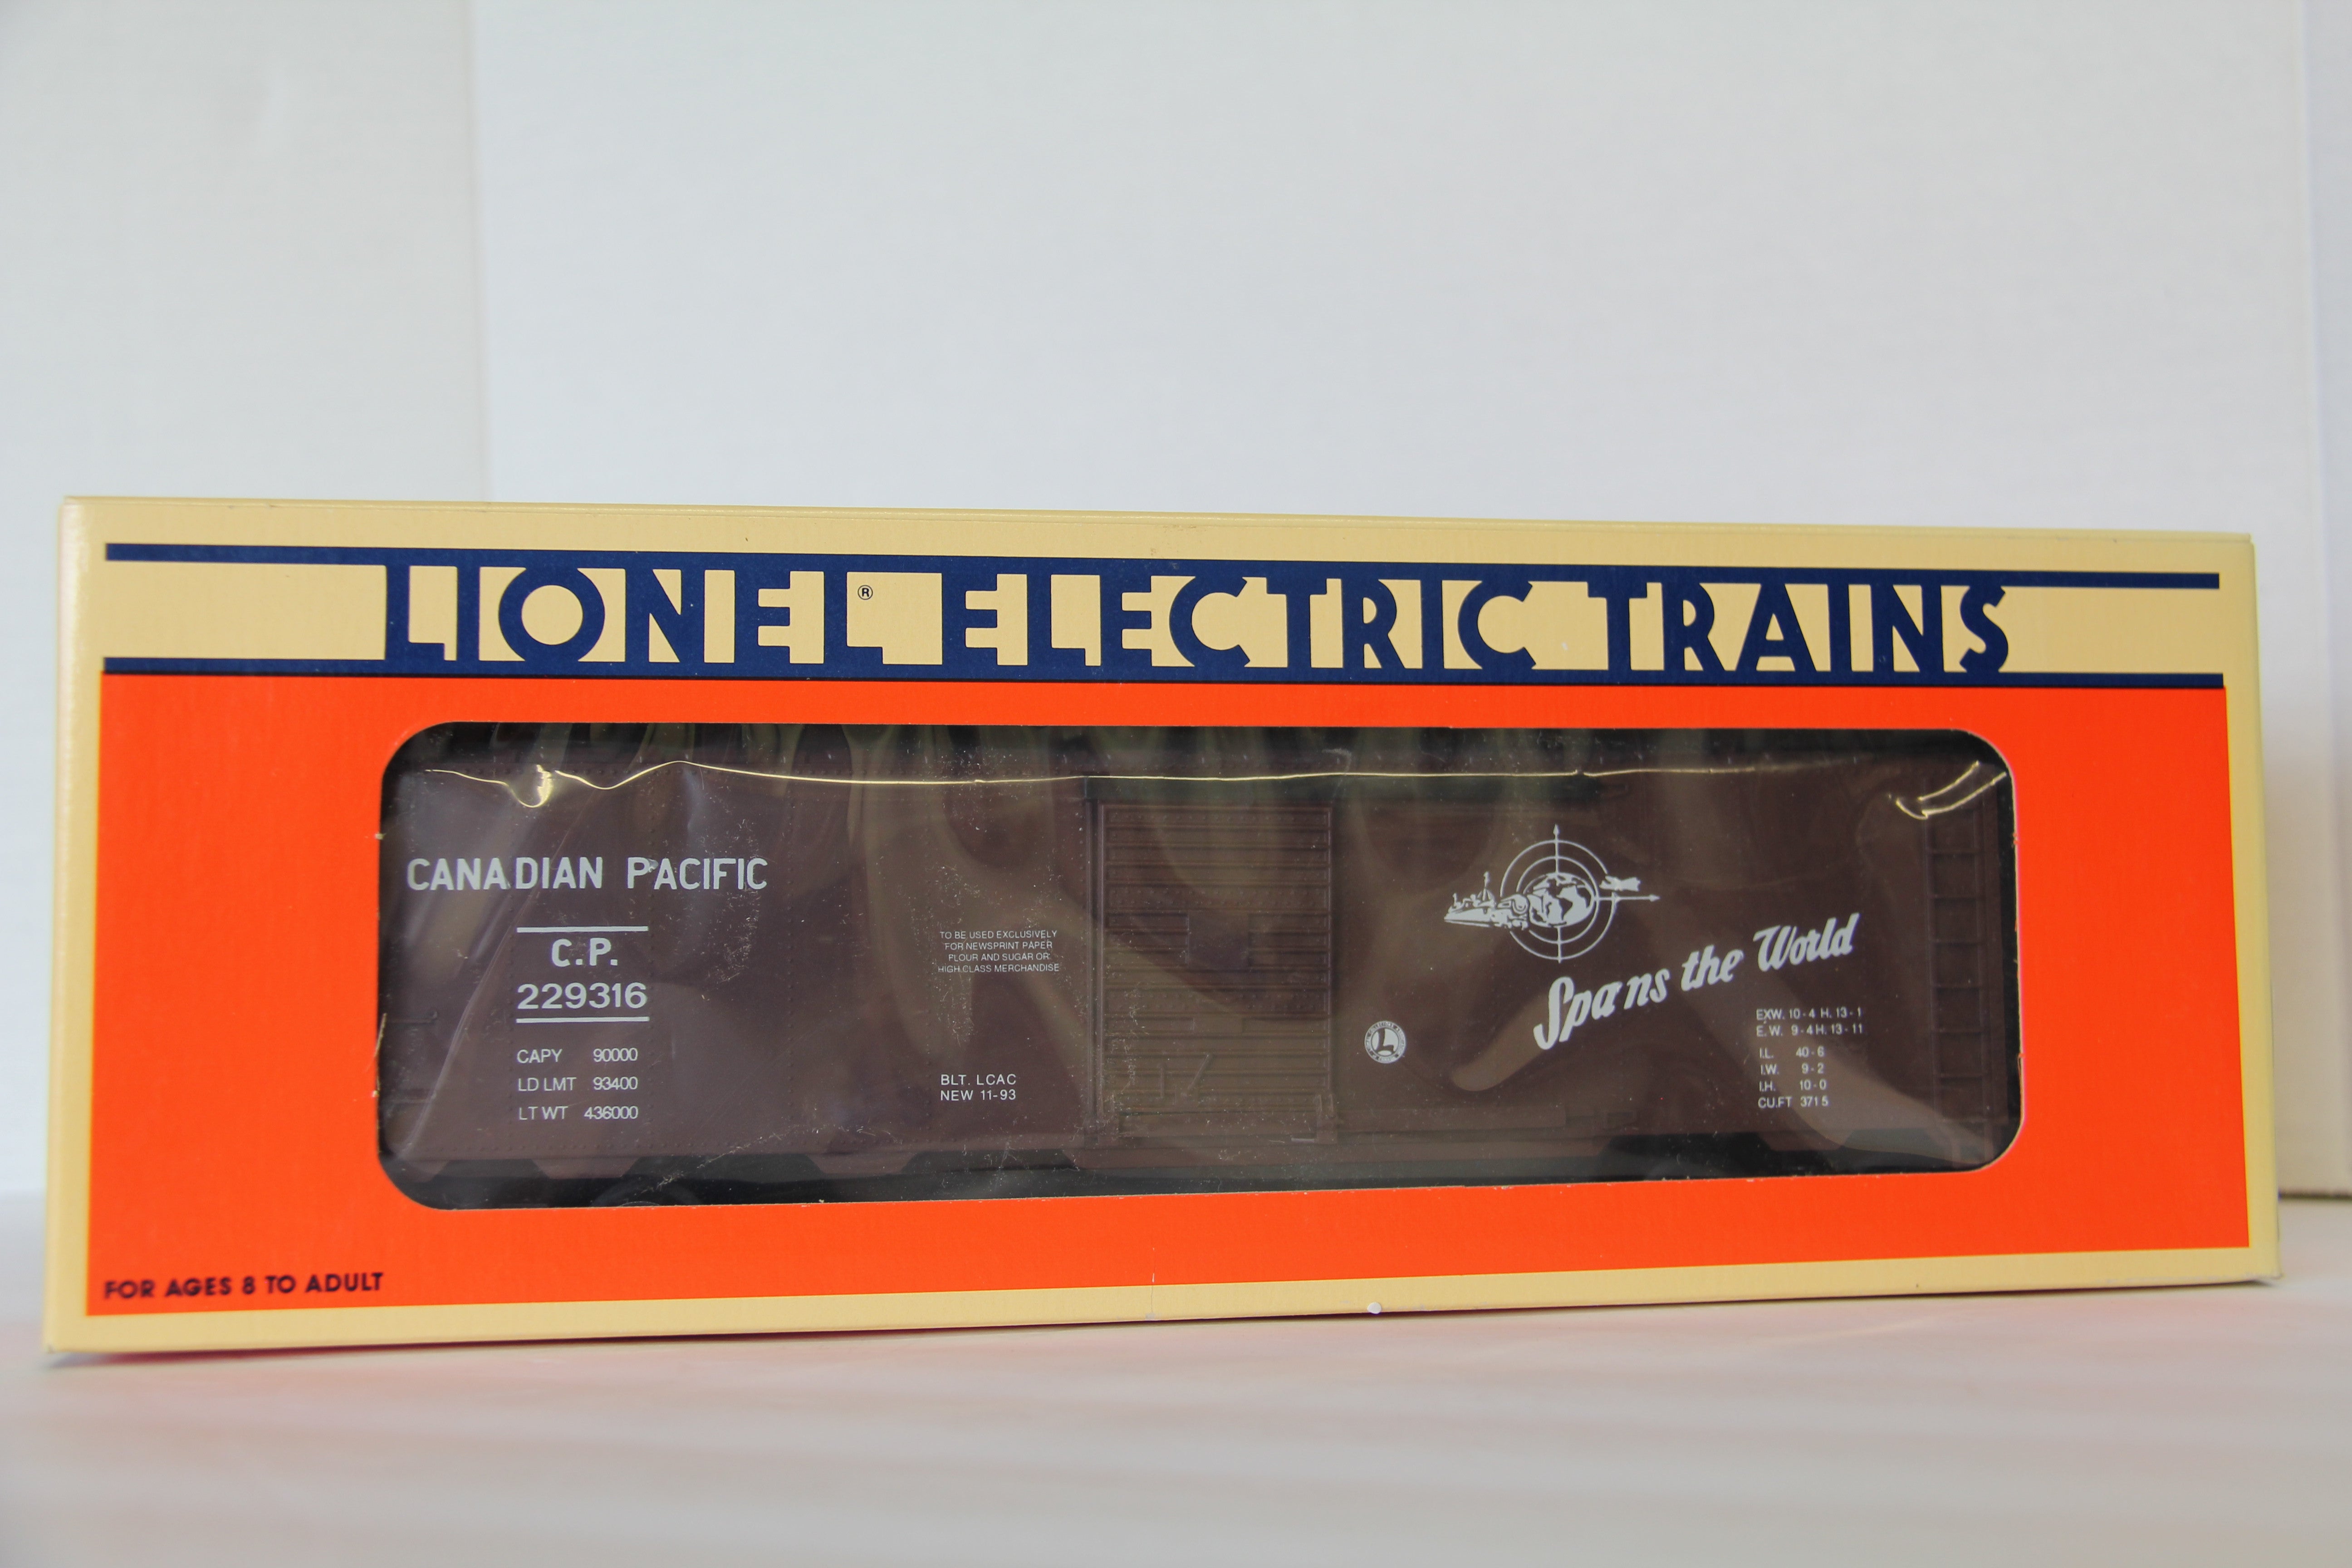 LIONEL® ELECTRIC TRAINS
CANADIAN PACIFIC
C.P.
229316
CAPY 90000
LD LMT 93400
LT WT 436000
TO BE USED EXCLUSIVELY
FOR NEWSPRINT PAPER
FLOUR AND SUGAR OR
HIGH CLASS MERCHANDISE
BLT. LCAC
NEW 11-93
L
Spans the World
EXW. 10-4 H. 13-1
E.W. 9-4 H. 13-11
I.L. 40-6
I.W. 9-2
I.H. 10-0
CU.FT 3715
FOR AGES 8 TO ADULT